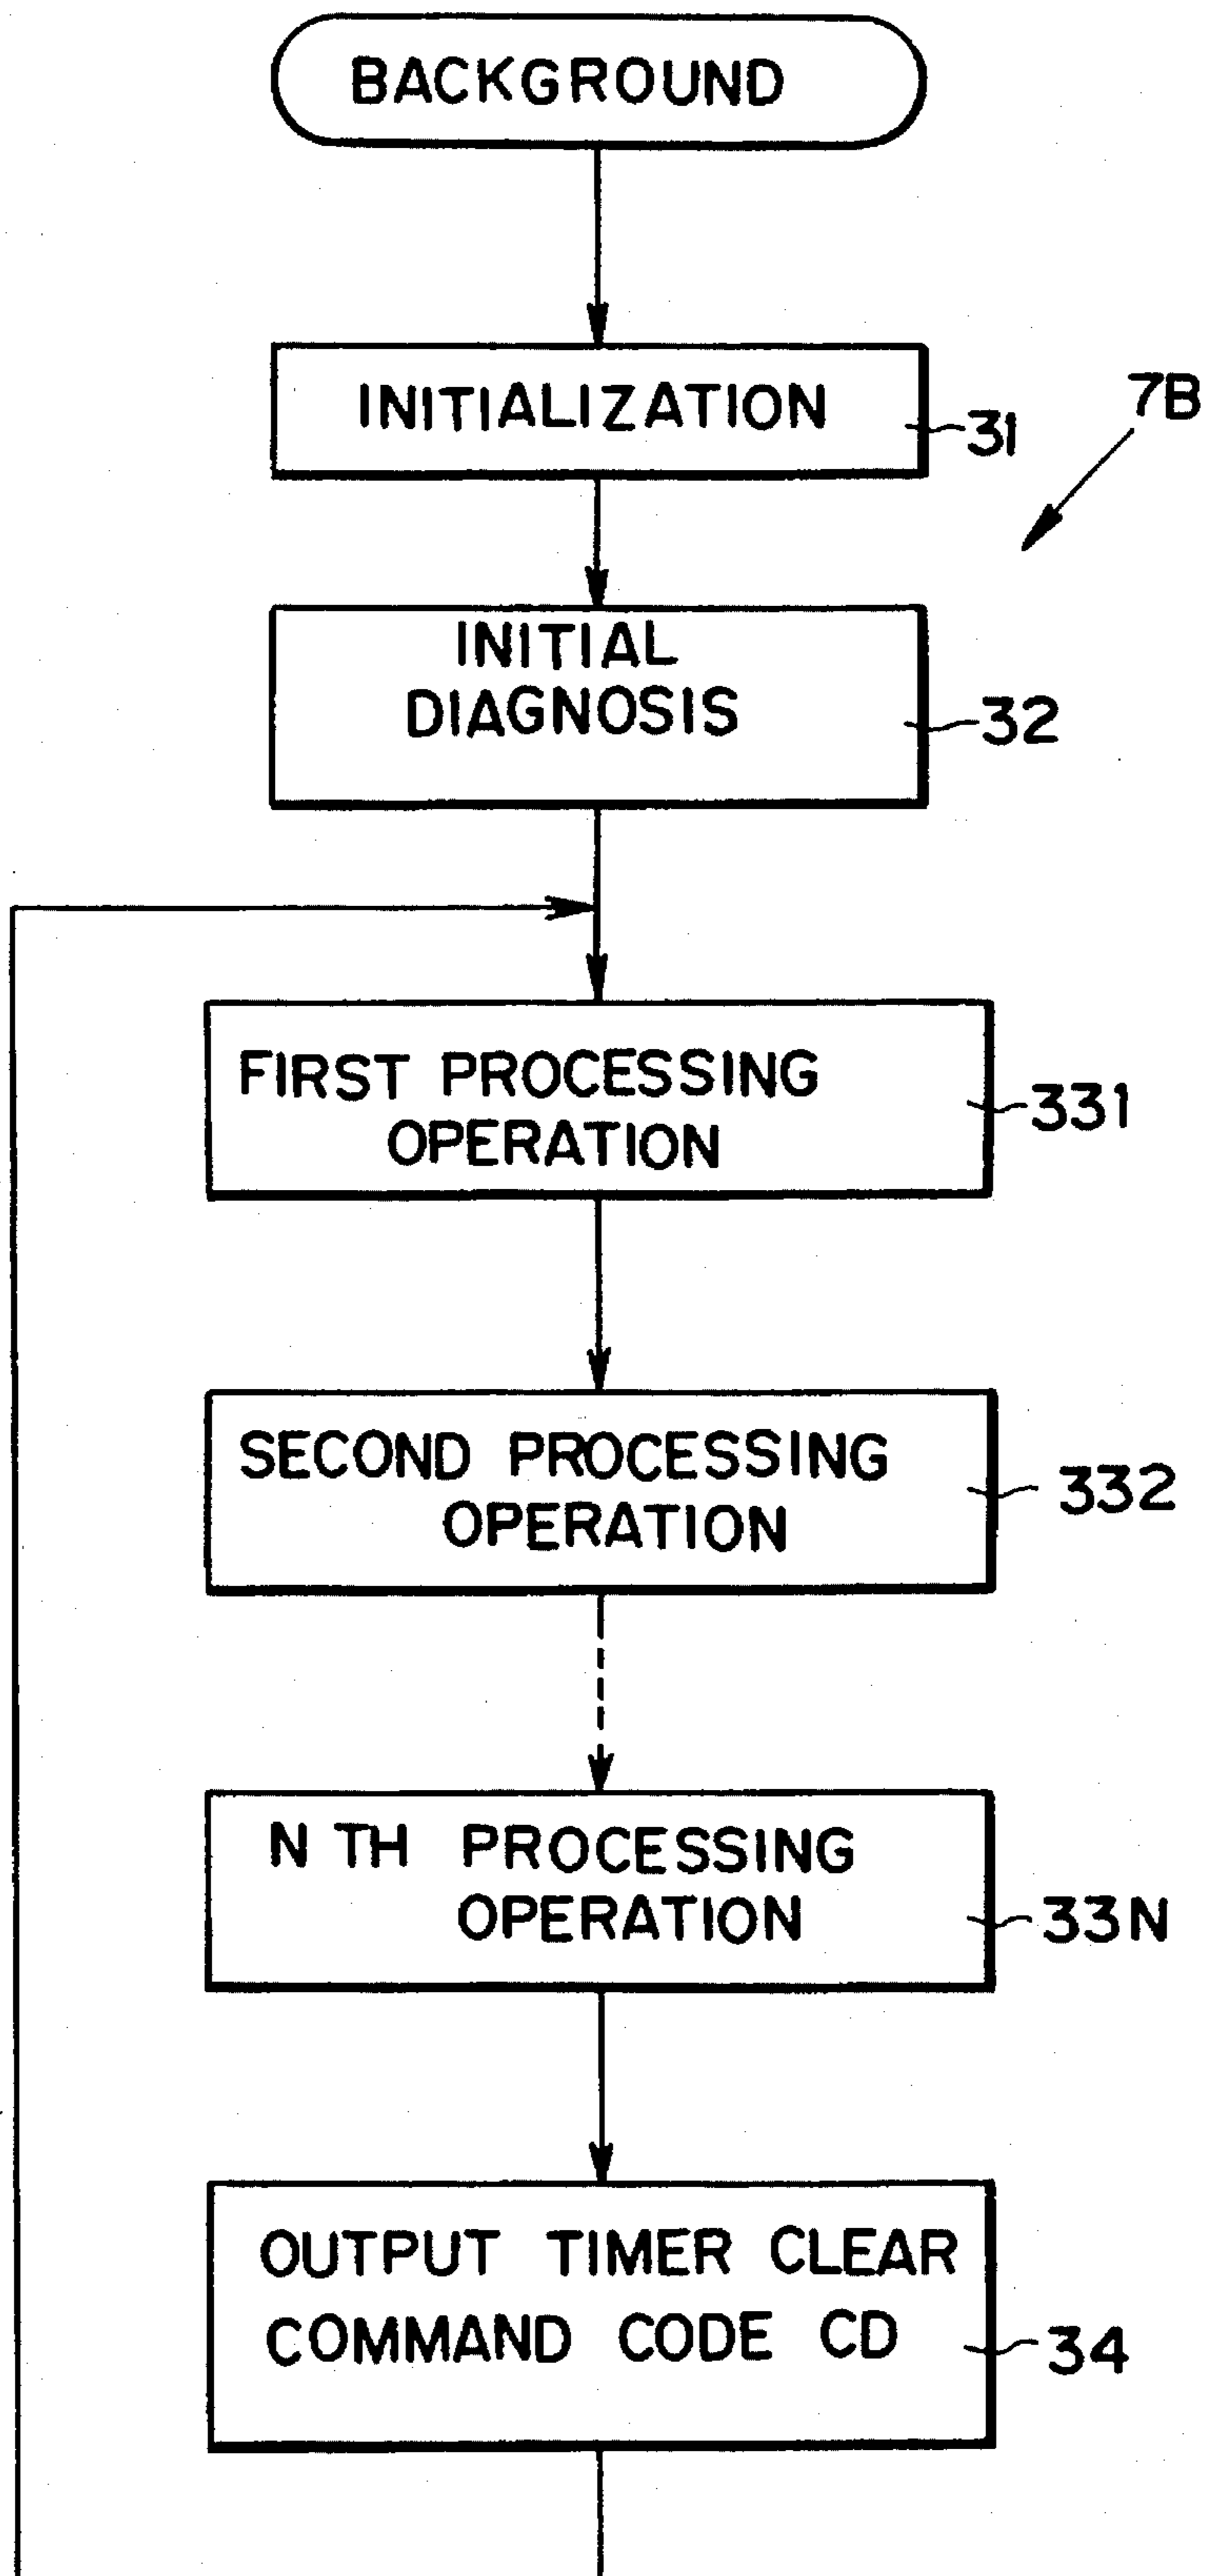 BACKGROUND
INITIALIZATION
31
7B
INITIAL
DIAGNOSIS
32
FIRST PROCESSING
OPERATION
331
SECOND PROCESSING
OPERATION
332
N TH PROCESSING
OPERATION
33N
OUTPUT TIMER CLEAR
COMMAND CODE CD
34